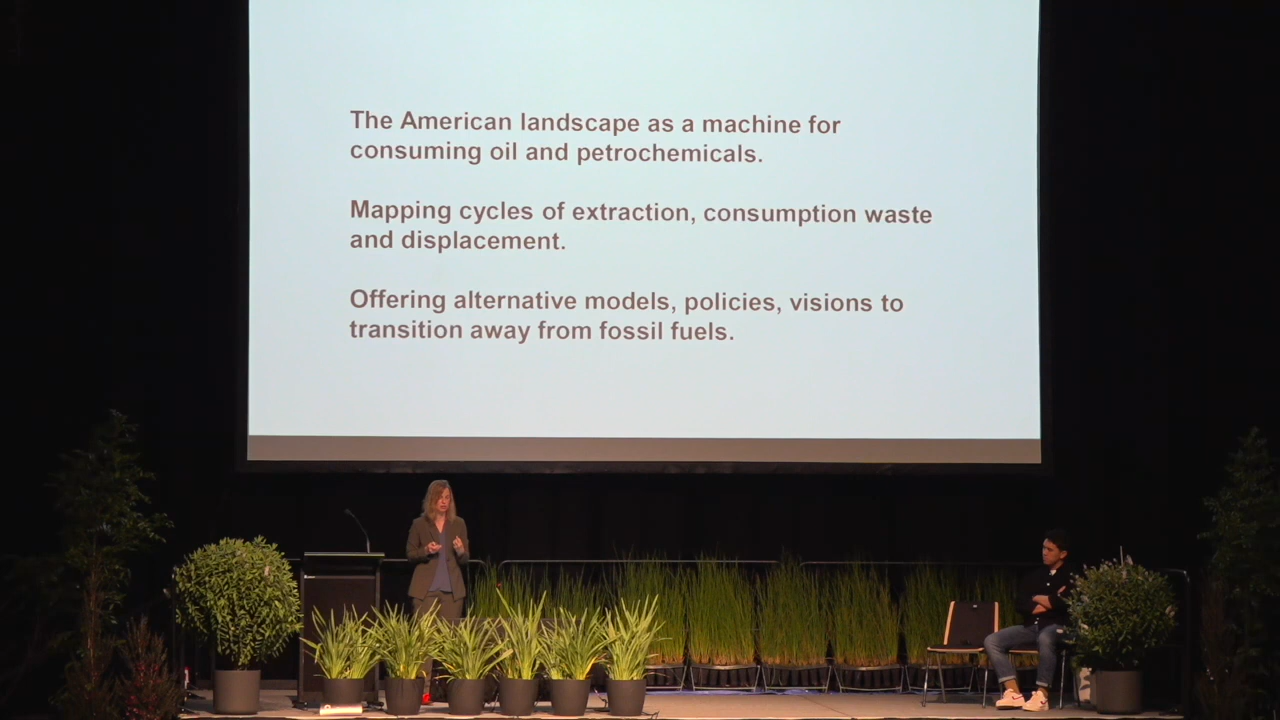 The American landscape as a machine for
consuming oil and petrochemicals.
Mapping cycles of extraction, consumption waste
and displacement.
Offering alternative models, policies, visions to
transition away from fossil fuels.